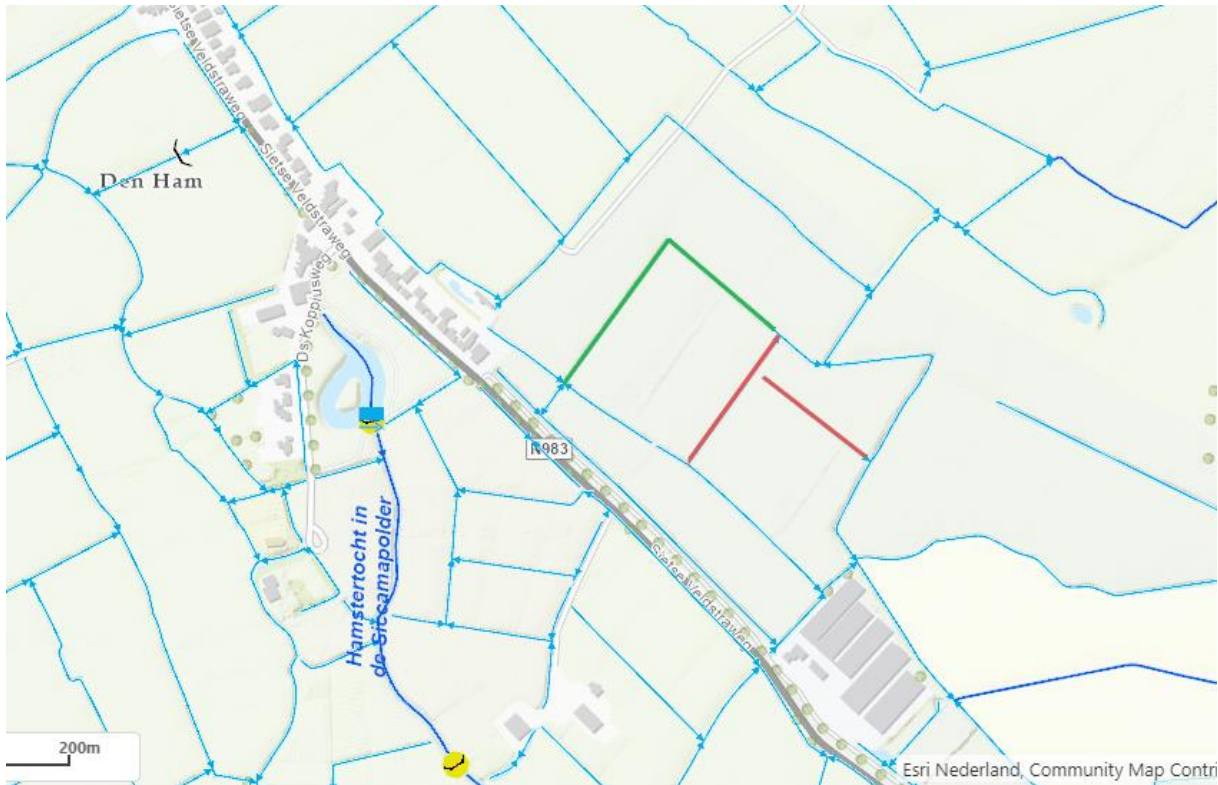 Sietse Veldstraweg
Den Ham
Sietse Veldstraweg
Ds Koppiusweg
N983
Hamstertocht in
de Sitcamapolder
Sietse Veldstraweg
200m
Esri Nederland, Community Map Contri